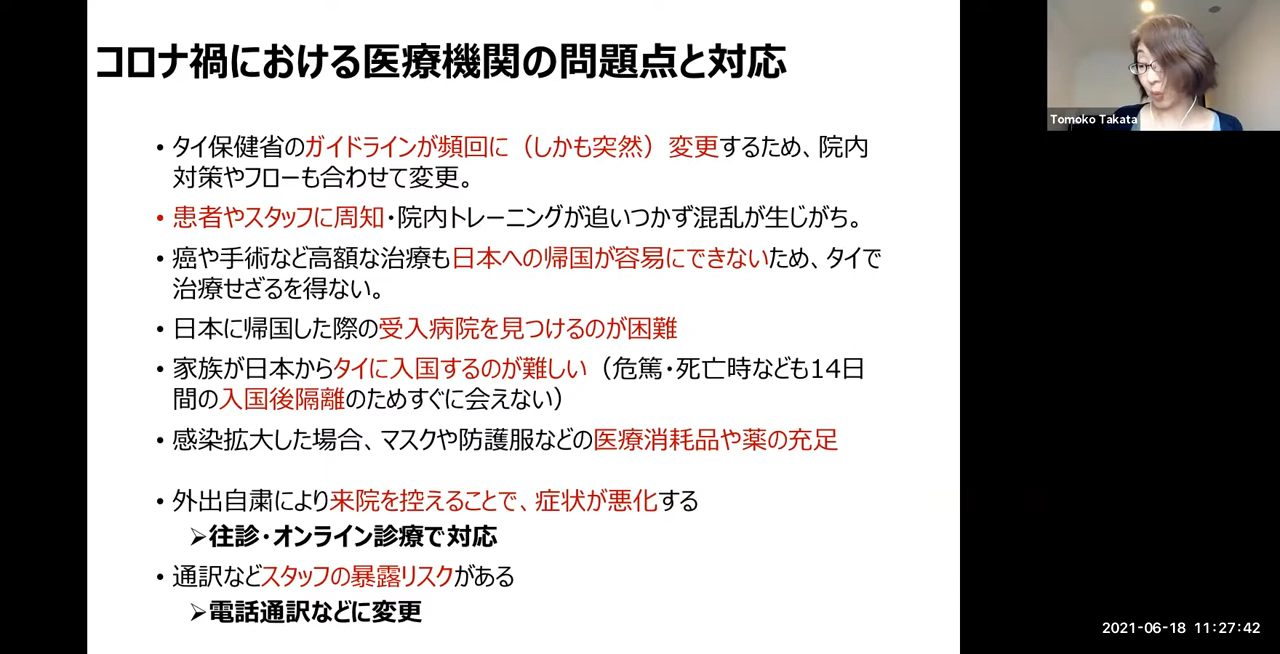 コロナ禍における医療機関の問題点と対応
Tomoko Takata
• タイ保健省のガイドラインが頻回に（しかも突然）変更するため、院内
対策やフローも合わせて変更。
• 患者やスタッフに周知・院内トレーニングが追いつかず混乱が生じがち。
• 癌や手術など高額な治療も日本への帰国が容易にできないため、タイで
治療せざるを得ない。
• 日本に帰国した際の受入病院を見つけるのが困難
• 家族が日本からタイに入国するのが難しい（危篤・死亡時なども14日
間の入国後隔離のためすぐに会えない）
• 感染拡大した場合、マスクや防護服などの医療消耗品や薬の充足
• 外出自粛により来院を控えることで、症状が悪化する
➢往診・オンライン診療で対応
• 通訳などスタッフの暴露リスクがある
➢電話通訳などに変更
2021-06-18 11:27:42